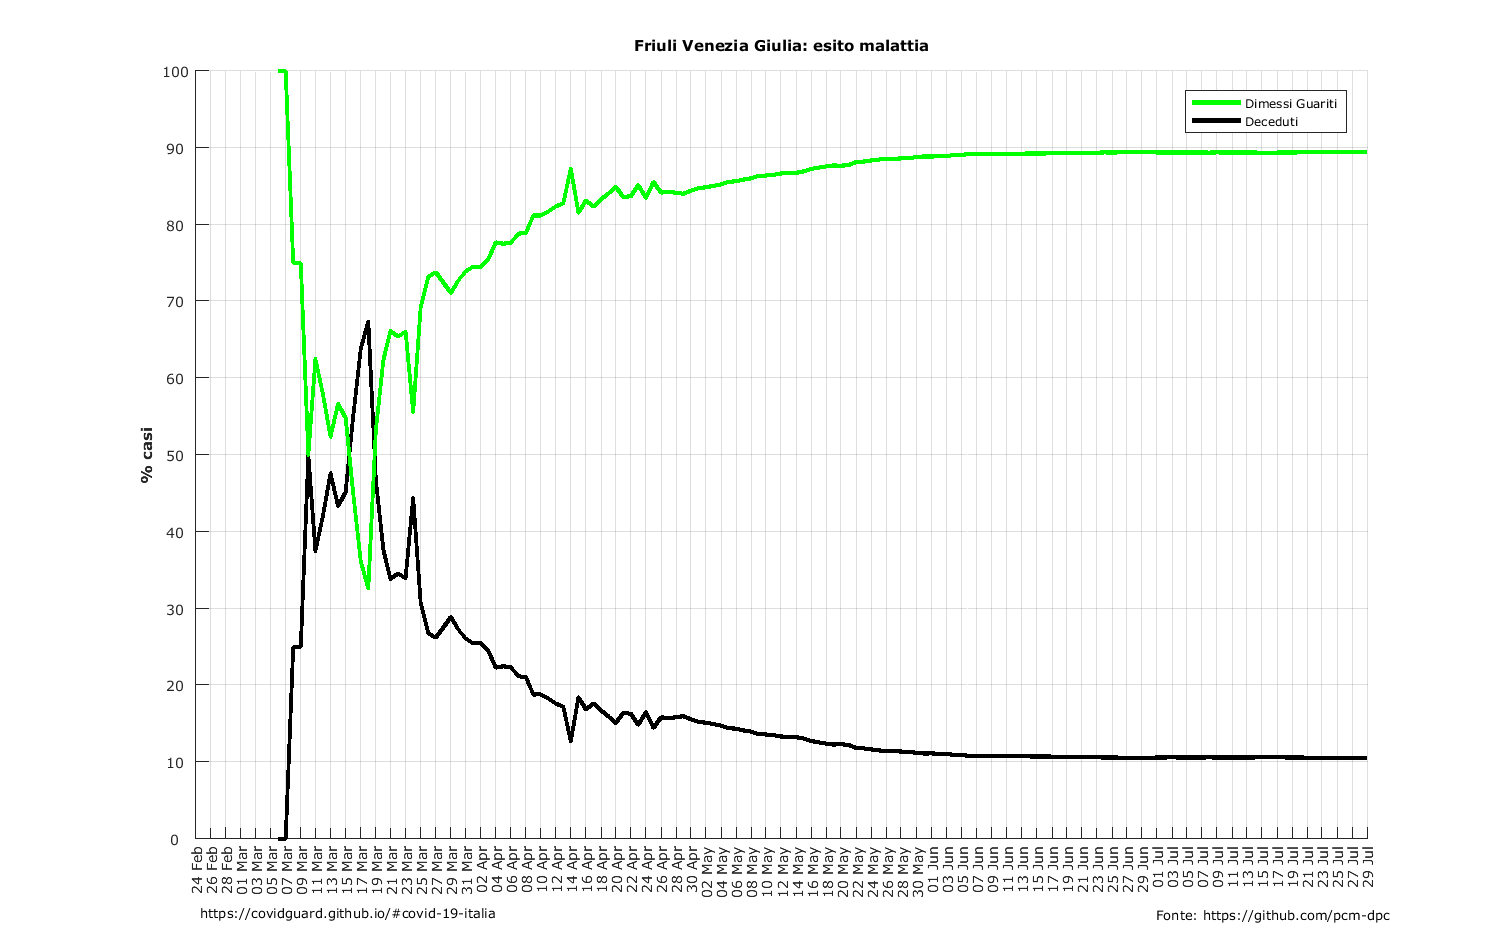 Friuli Venezia Giulia: esito malattia
Dimessi Guariti
Deceduti
% casi
100
90
80
70
60
50
40
30
20
10
0
24 Feb
26 Feb
28 Feb
01 Mar
03 Mar
05 Mar
07 Mar
09 Mar
11 Mar
13 Mar
15 Mar
17 Mar
19 Mar
21 Mar
23 Mar
25 Mar
27 Mar
29 Mar
31 Mar
02 Apr
04 Apr
06 Apr
08 Apr
10 Apr
12 Apr
14 Apr
16 Apr
18 Apr
20 Apr
22 Apr
24 Apr
26 Apr
28 Apr
30 Apr
02 May
04 May
06 May
08 May
10 May
12 May
14 May
16 May
18 May
20 May
22 May
24 May
26 May
28 May
30 May
01 Jun
03 Jun
05 Jun
07 Jun
09 Jun
11 Jun
13 Jun
15 Jun
17 Jun
19 Jun
21 Jun
23 Jun
25 Jun
27 Jun
29 Jun
01 Jul
03 Jul
05 Jul
07 Jul
09 Jul
11 Jul
13 Jul
15 Jul
17 Jul
19 Jul
21 Jul
23 Jul
25 Jul
27 Jul
29 Jul
https://covidguard.github.io/#covid-19-italia
Fonte: https://github.com/pcm-dpc